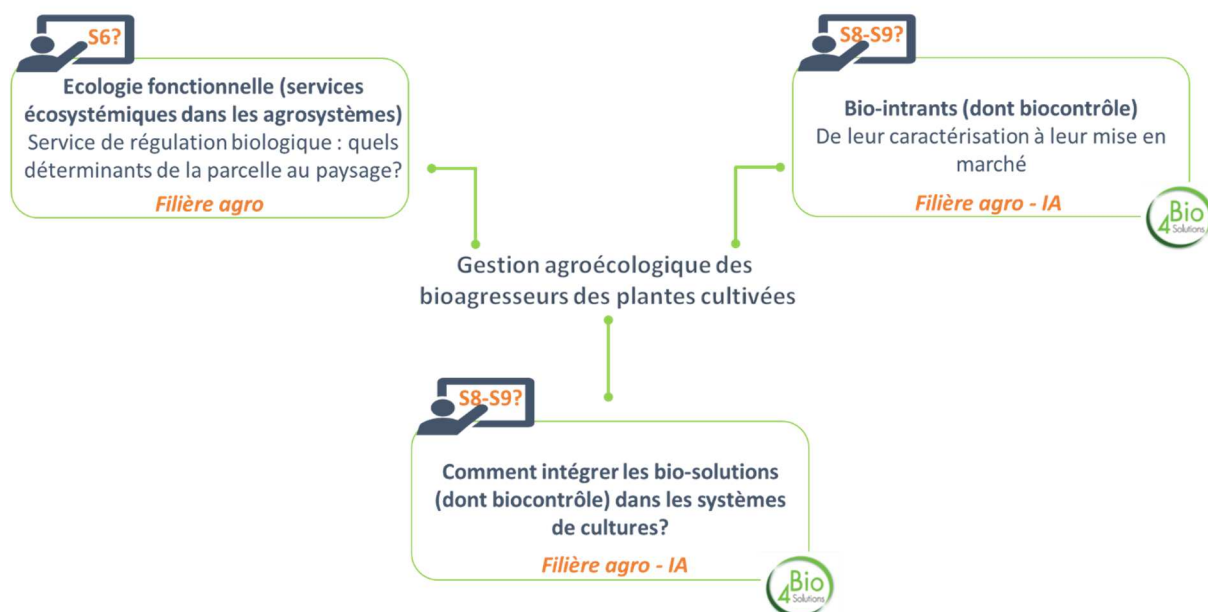 S6?
Ecologie fonctionnelle (services
écosystémiques dans les agrosystèmes)
Service de régulation biologique : quels
déterminants de la parcelle au paysage?
Filière agro
S8-S9?
Bio-intrants (dont biocontrôle)
De leur caractérisation à leur mise en
marché
Filière agro - IA
Bio
4 Solutions
Gestion agroécologique des
bioagresseurs des plantes cultivées
S8-S9?
Comment intégrer les bio-solutions
(dont biocontrôle) dans les systèmes
de cultures?
Filière agro - IA
Bio
4 Solutions